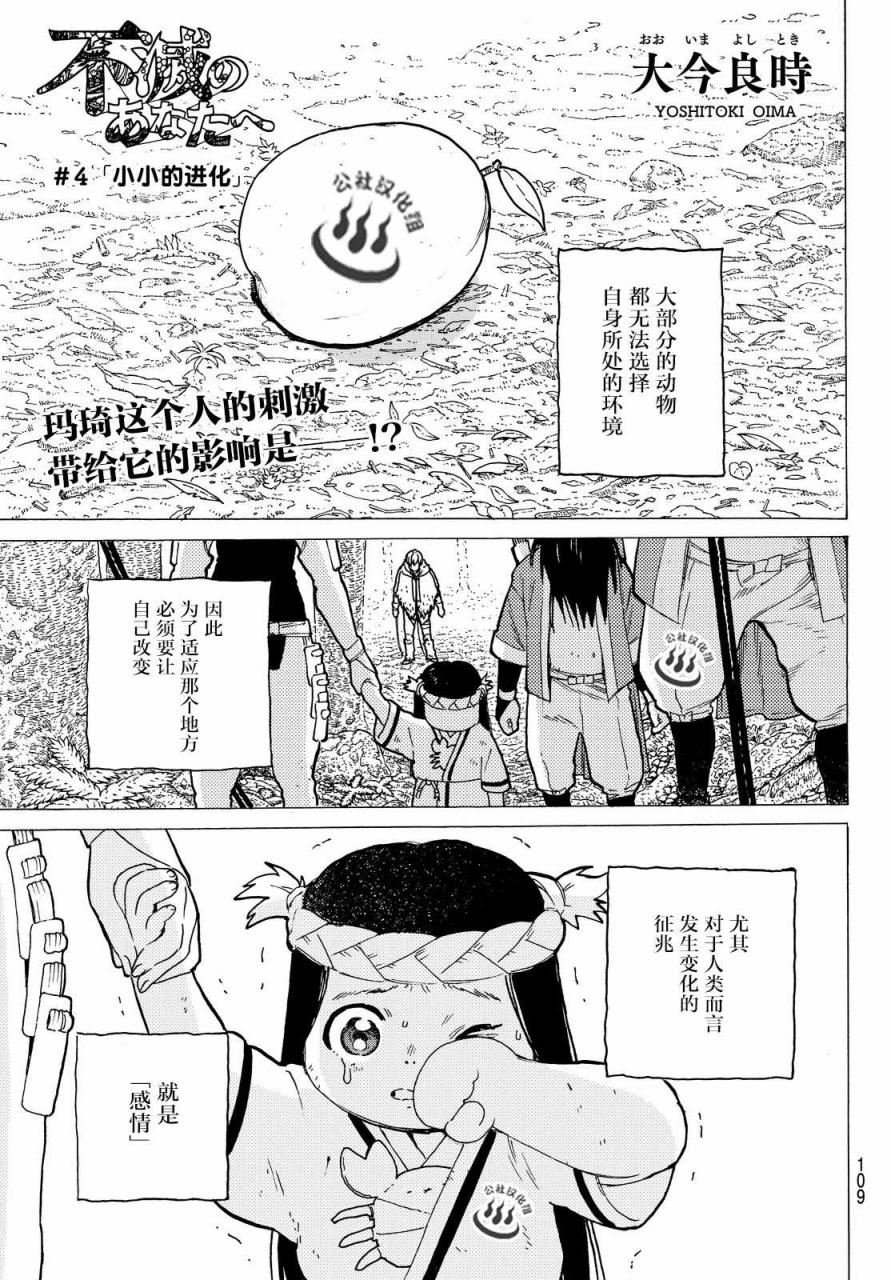 不滅の
あなたへ
#4「小小的进化」
おお いま よし とき
大今良時
YOSHITOKI OIMA
公社汉化组
大部分的动物
都无法选择
自身所处的环境
玛琦这个人的刺激
带给它的影响是——!?
因此
为了适应那个地方
必须要让
自己改变
公社汉化组
尤其
对于人类而言
发生变化的
征兆
就是
「感情」
公社汉化组
109